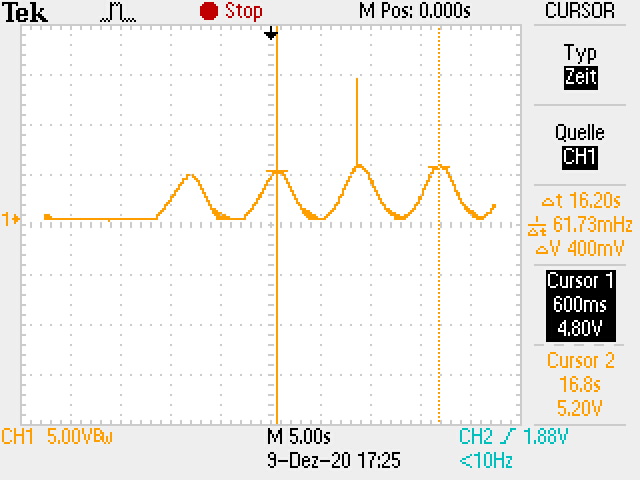 Tek Stop M Pos: 0.000s CURSOR
Typ
Zeit
Quelle
CH1
1
Δt 16.20s
1/Δt 61.73mHz
ΔV 400mV
Cursor 1
600ms
4.80V
Cursor 2
16.8s
5.20V
CH1 5.00VBw M 5.00s CH2 1.88V
9-Dez-20 17:25 <10Hz